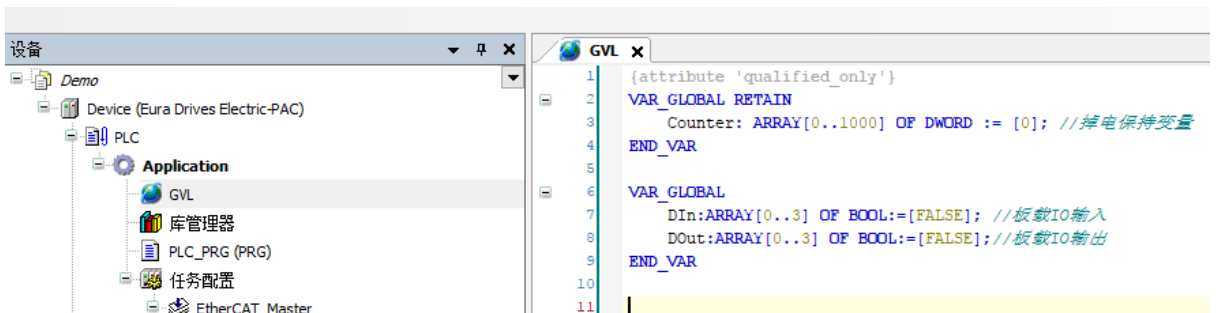 设备
Demo
Device (Eura Drives Electric-PAC)
PLC
Application
GVL
库管理器
PLC_PRG (PRG)
任务配置
EtherCAT_Master
GVL
1 {attribute 'qualified_only'}
2 VAR_GLOBAL RETAIN
3 Counter: ARRAY[0..1000] OF DWORD := [0]; //掉电保持变量
4 END_VAR
5
6 VAR_GLOBAL
7 DIn:ARRAY[0..3] OF BOOL:=[FALSE]; //板载IO输入
8 DOut:ARRAY[0..3] OF BOOL:=[FALSE];//板载IO输出
9 END_VAR
10
11